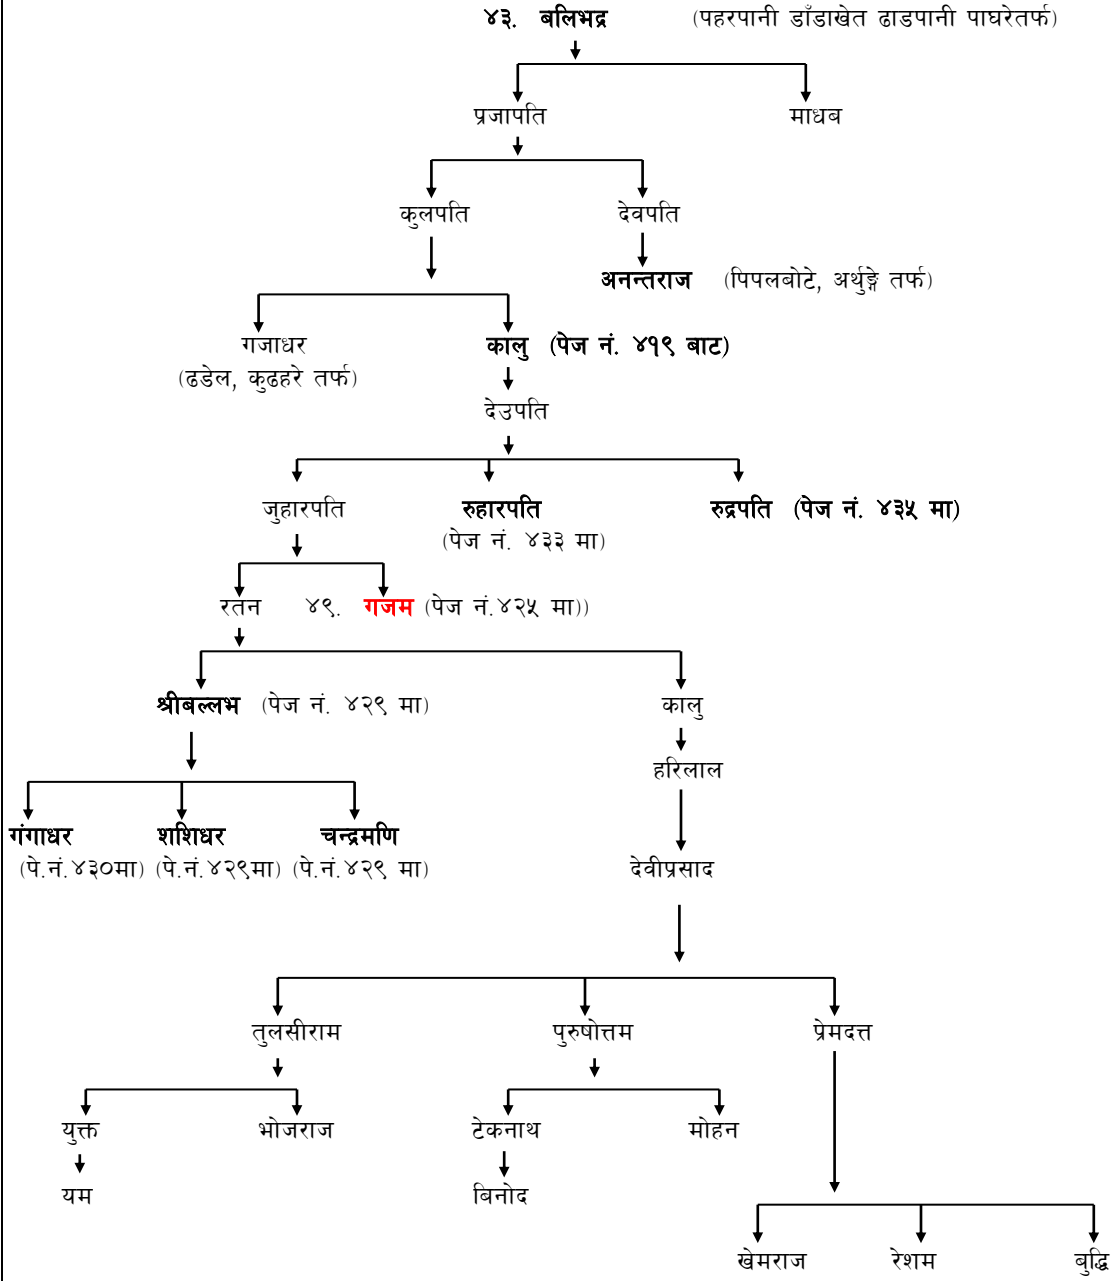 ४३. बलिभद्र (पहरपानी डाँडाखेत ढाडपानी पाघरेतर्फ)
प्रजापति माधब
कुलपति देवपति
अनन्तराज (पिपलबोटे, अर्थुङ्गे तर्फ)
गजाधर कालु (पेज नं. ४१९ बाट)
(ढडेल, कुढहरे तर्फ)
देउपति
जुहारपति रुहारपति रुद्रपति (पेज नं. ४३५ मा)
(पेज नं. ४३३ मा)
रतन ४९. गजम (पेज नं.४२५ मा))
श्रीबल्लभ (पेज नं. ४२९ मा) कालु
हरिलाल
गंगाधर शशिधर चन्द्रमणि
(पे.नं.४३०मा) (पे.नं.४२९मा) (पे.नं.४२९ मा) देवीप्रसाद
तुलसीराम पुरुषोत्तम प्रेमदत्त
युक्त भोजराज टेकनाथ मोहन
यम बिनोद
खेमराज रेशम बुद्धि